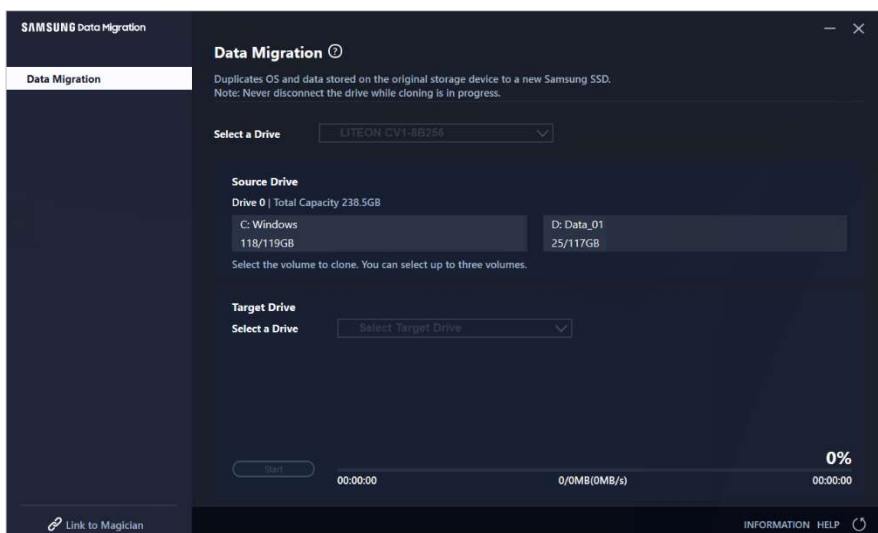 SAMSUNG Data Migration
Data Migration
Data Migration ?
Duplicates OS and data stored on the original storage device to a new Samsung SSD.
Note: Never disconnect the drive while cloning is in progress.
Select a Drive LITEON CV1-8B256
Source Drive
Drive 0 | Total Capacity 238.5GB
C: Windows D: Data_01
118/119GB 25/117GB
Select the volume to clone. You can select up to three volumes.
Target Drive
Select a Drive Select Target Drive
0%
Start
00:00:00 0/0MB(0MB/s) 00:00:00
Link to Magician
INFORMATION HELP